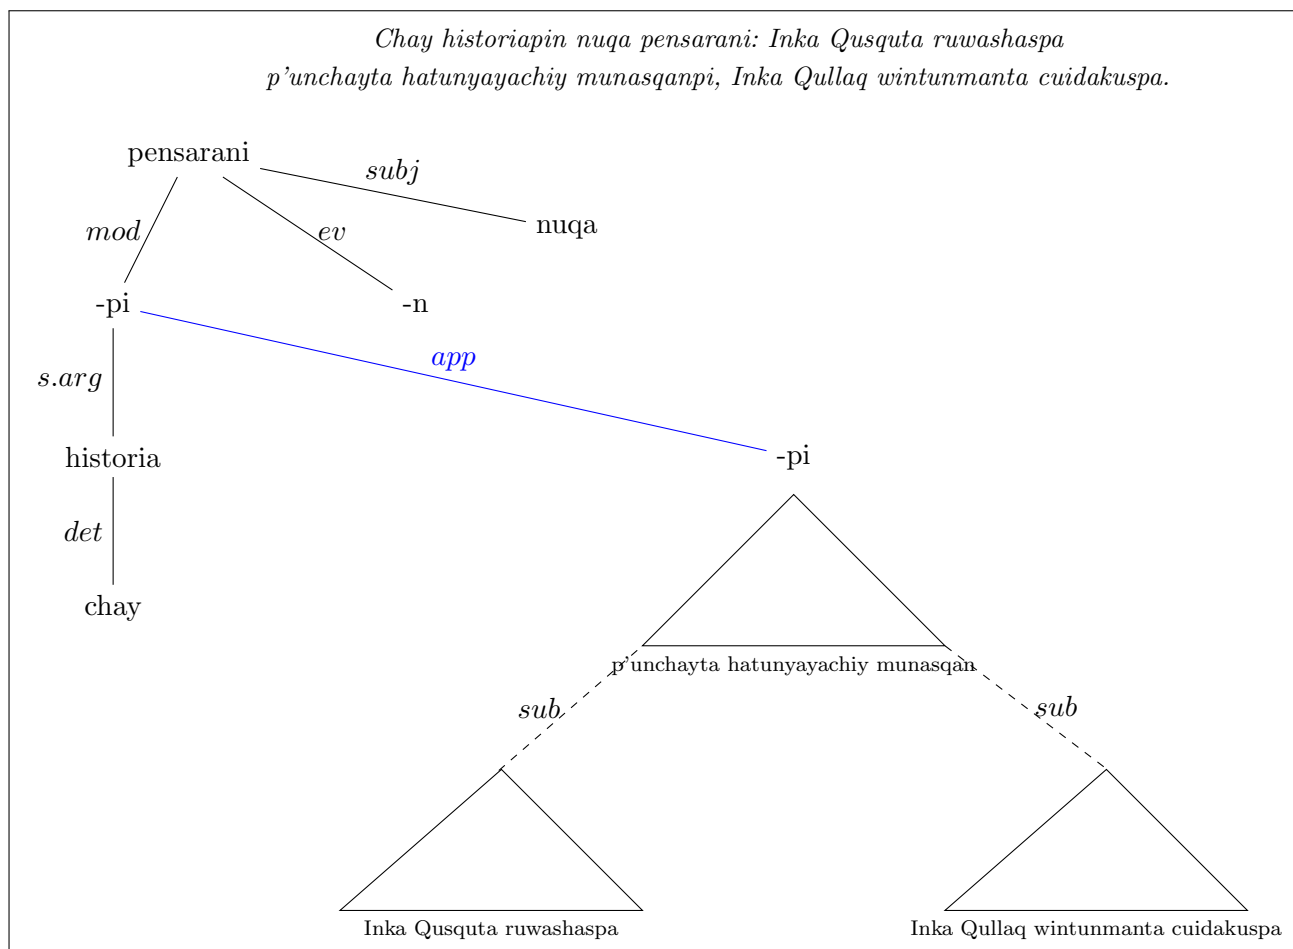 Chay historiapin nuqa pensarani: Inka Qusquta ruwashaspa
p'unchayta hatunyayachiy munasqanpi, Inka Qullaq wintunmanta cuidakuspa.
pensarani
subj
nuqa
mod
ev
-pi
-n
app
s.arg
historia
-pi
det
chay
p'unchayta hatunyayachiy munasqan
sub
sub
Inka Qusquta ruwashaspa
Inka Qullaq wintunmanta cuidakuspa